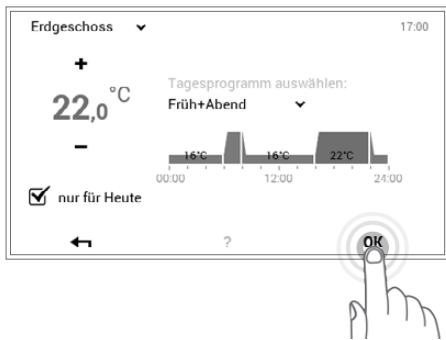 Erdgeschoss
17:00
+
22,0°C
–
Tagesprogramm auswählen:
Früh+Abend
16°C 16°C 22°C
00:00 12:00 24:00
nur für Heute
? OK